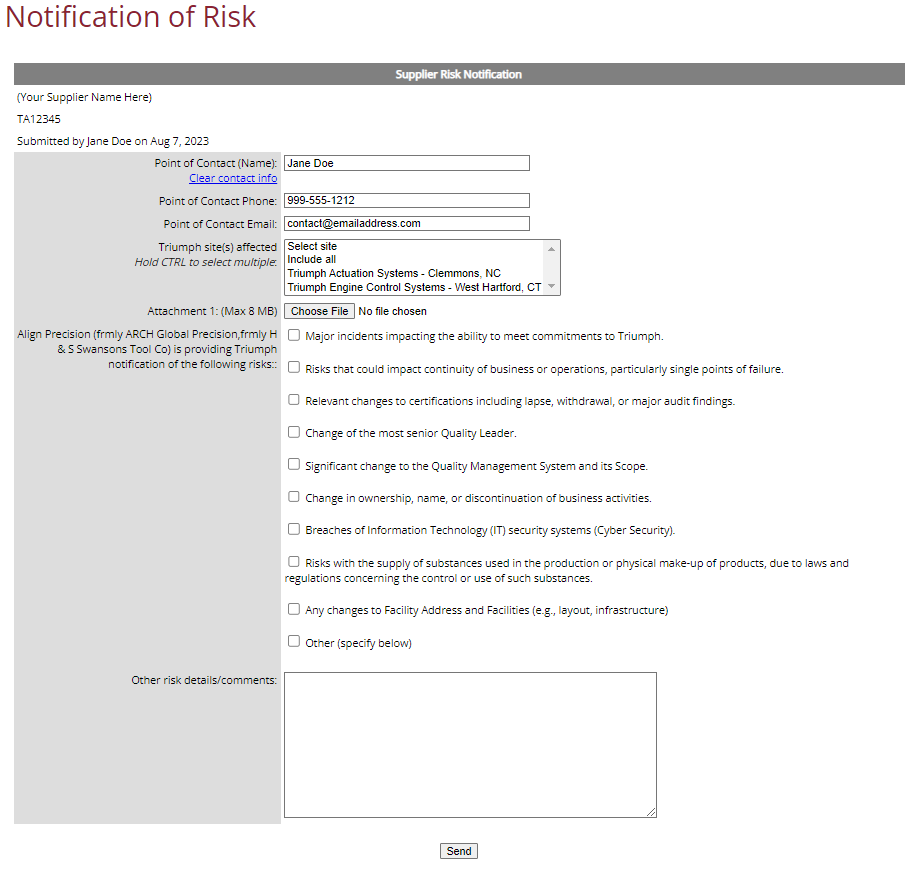 Notification of Risk
Supplier Risk Notification
(Your Supplier Name Here)
TA12345
Submitted by Jane Doe on Aug 7, 2023
Point of Contact (Name):
Jane Doe
Clear contact info
Point of Contact Phone:
999-555-1212
Point of Contact Email:
contact@emailaddress.com
Triumph site(s) affected
Hold CTRL to select multiple:
Select site
Include all
Triumph Actuation Systems - Clemmons, NC
Triumph Engine Control Systems - West Hartford, CT
Attachment 1: (Max 8 MB)
Choose File No file chosen
Align Precision (frmly ARCH Global Precision,frmly H
& S Swansons Tool Co) is providing Triumph
notification of the following risks::
Major incidents impacting the ability to meet commitments to Triumph.
Risks that could impact continuity of business or operations, particularly single points of failure.
Relevant changes to certifications including lapse, withdrawal, or major audit findings.
Change of the most senior Quality Leader.
Significant change to the Quality Management System and its Scope.
Change in ownership, name, or discontinuation of business activities.
Breaches of Information Technology (IT) security systems (Cyber Security).
Risks with the supply of substances used in the production or physical make-up of products, due to laws and
regulations concerning the control or use of such substances.
Any changes to Facility Address and Facilities (e.g., layout, infrastructure)
Other (specify below)
Other risk details/comments:
Send